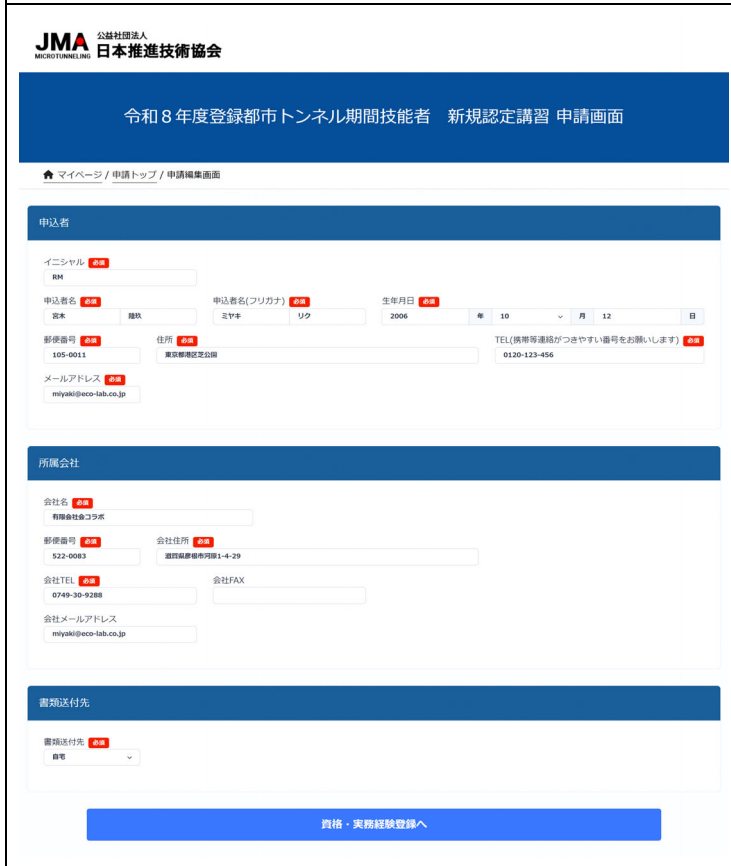 JMA
MICROTUNNELING
公益社団法人
日本推進技術協会
令和８年度登録都市トンネル期間技能者　新規認定講習 申請画面
マイページ / 申請トップ / 申請編集画面
申込者
イニシャル 必須
RM
申込者名 必須 申込者名(フリガナ) 必須 生年月日 必須
宮木 陸玖 ミヤキ リク 2006 年 10 月 12 日
郵便番号 必須 住所 必須 TEL(携帯等連絡がつきやすい番号をお願いします) 必須
105-0011 東京都港区芝公園 0120-123-456
メールアドレス 必須
miyaki@eco-lab.co.jp
所属会社
会社名 必須
有限会社会コラボ
郵便番号 必須 会社住所 必須
522-0083 滋賀県彦根市河原1-4-29
会社TEL 必須 会社FAX
0749-30-9288
会社メールアドレス
miyaki@eco-lab.co.jp
書類送付先
書類送付先 必須
自宅
資格・実務経験登録へ